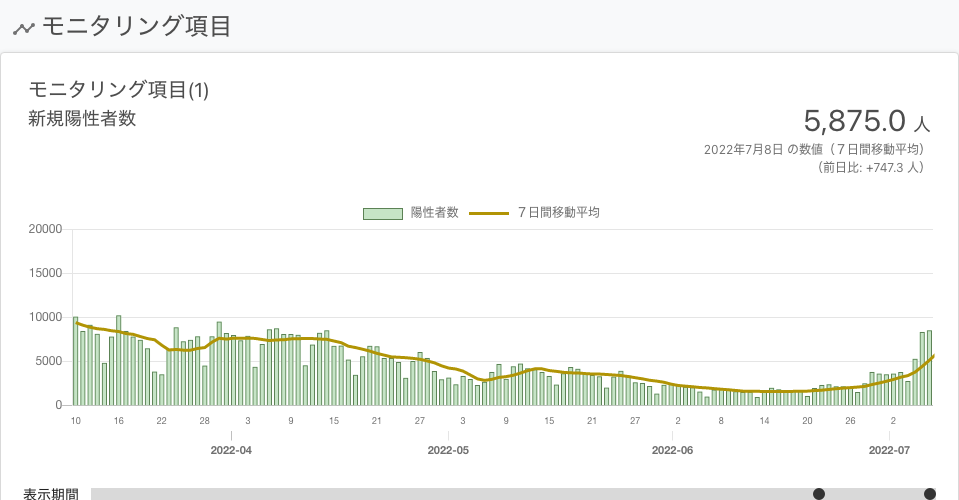 モニタリング項目
モニタリング項目(1)
新規陽性者数
5,875.0 人
2022年7月8日 の数値（７日間移動平均）
（前日比: +747.3 人）
陽性者数 ７日間移動平均
20000
15000
10000
5000
0
10 16 22 28 3 9 15 21 27 3 9 15 21 27 2 8 14 20 26 2
2022-04 2022-05 2022-06 2022-07
表示期間